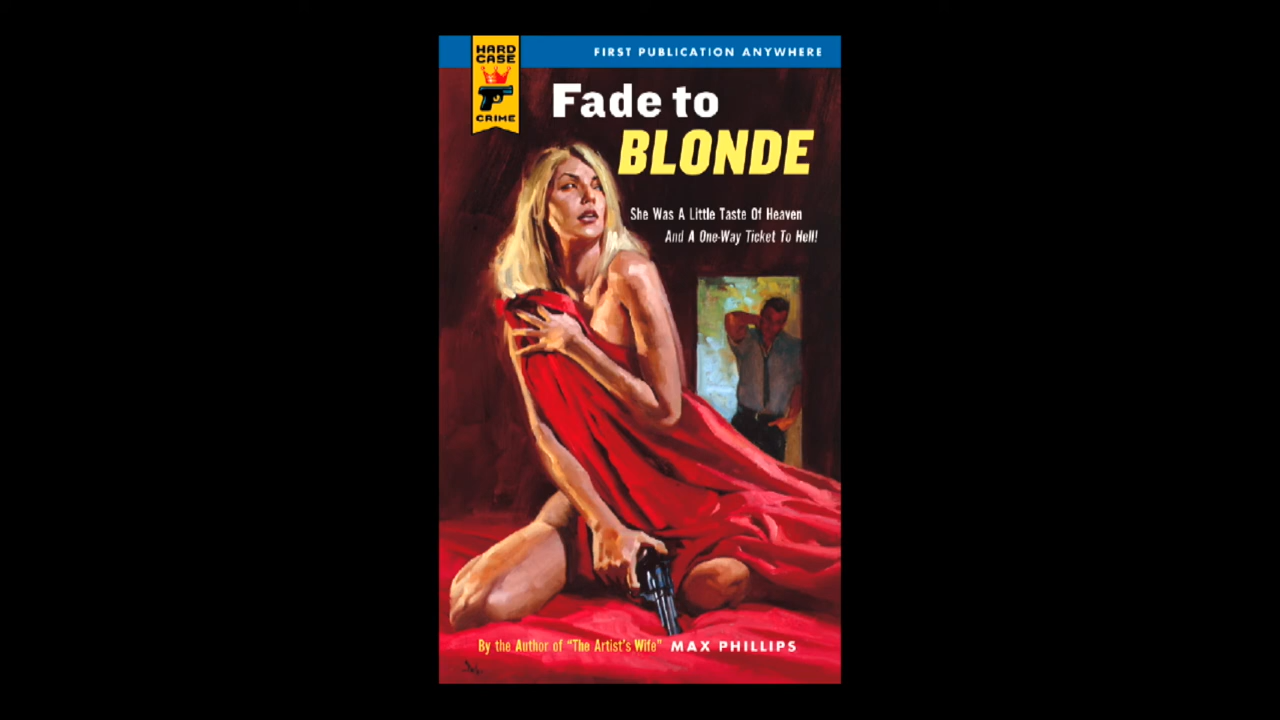 HARD
CASE
CRIME
FIRST PUBLICATION ANYWHERE
Fade to
BLONDE
She Was A Little Taste Of Heaven
And A One-Way Ticket To Hell!
By the Author of "The Artist's Wife" MAX PHILLIPS